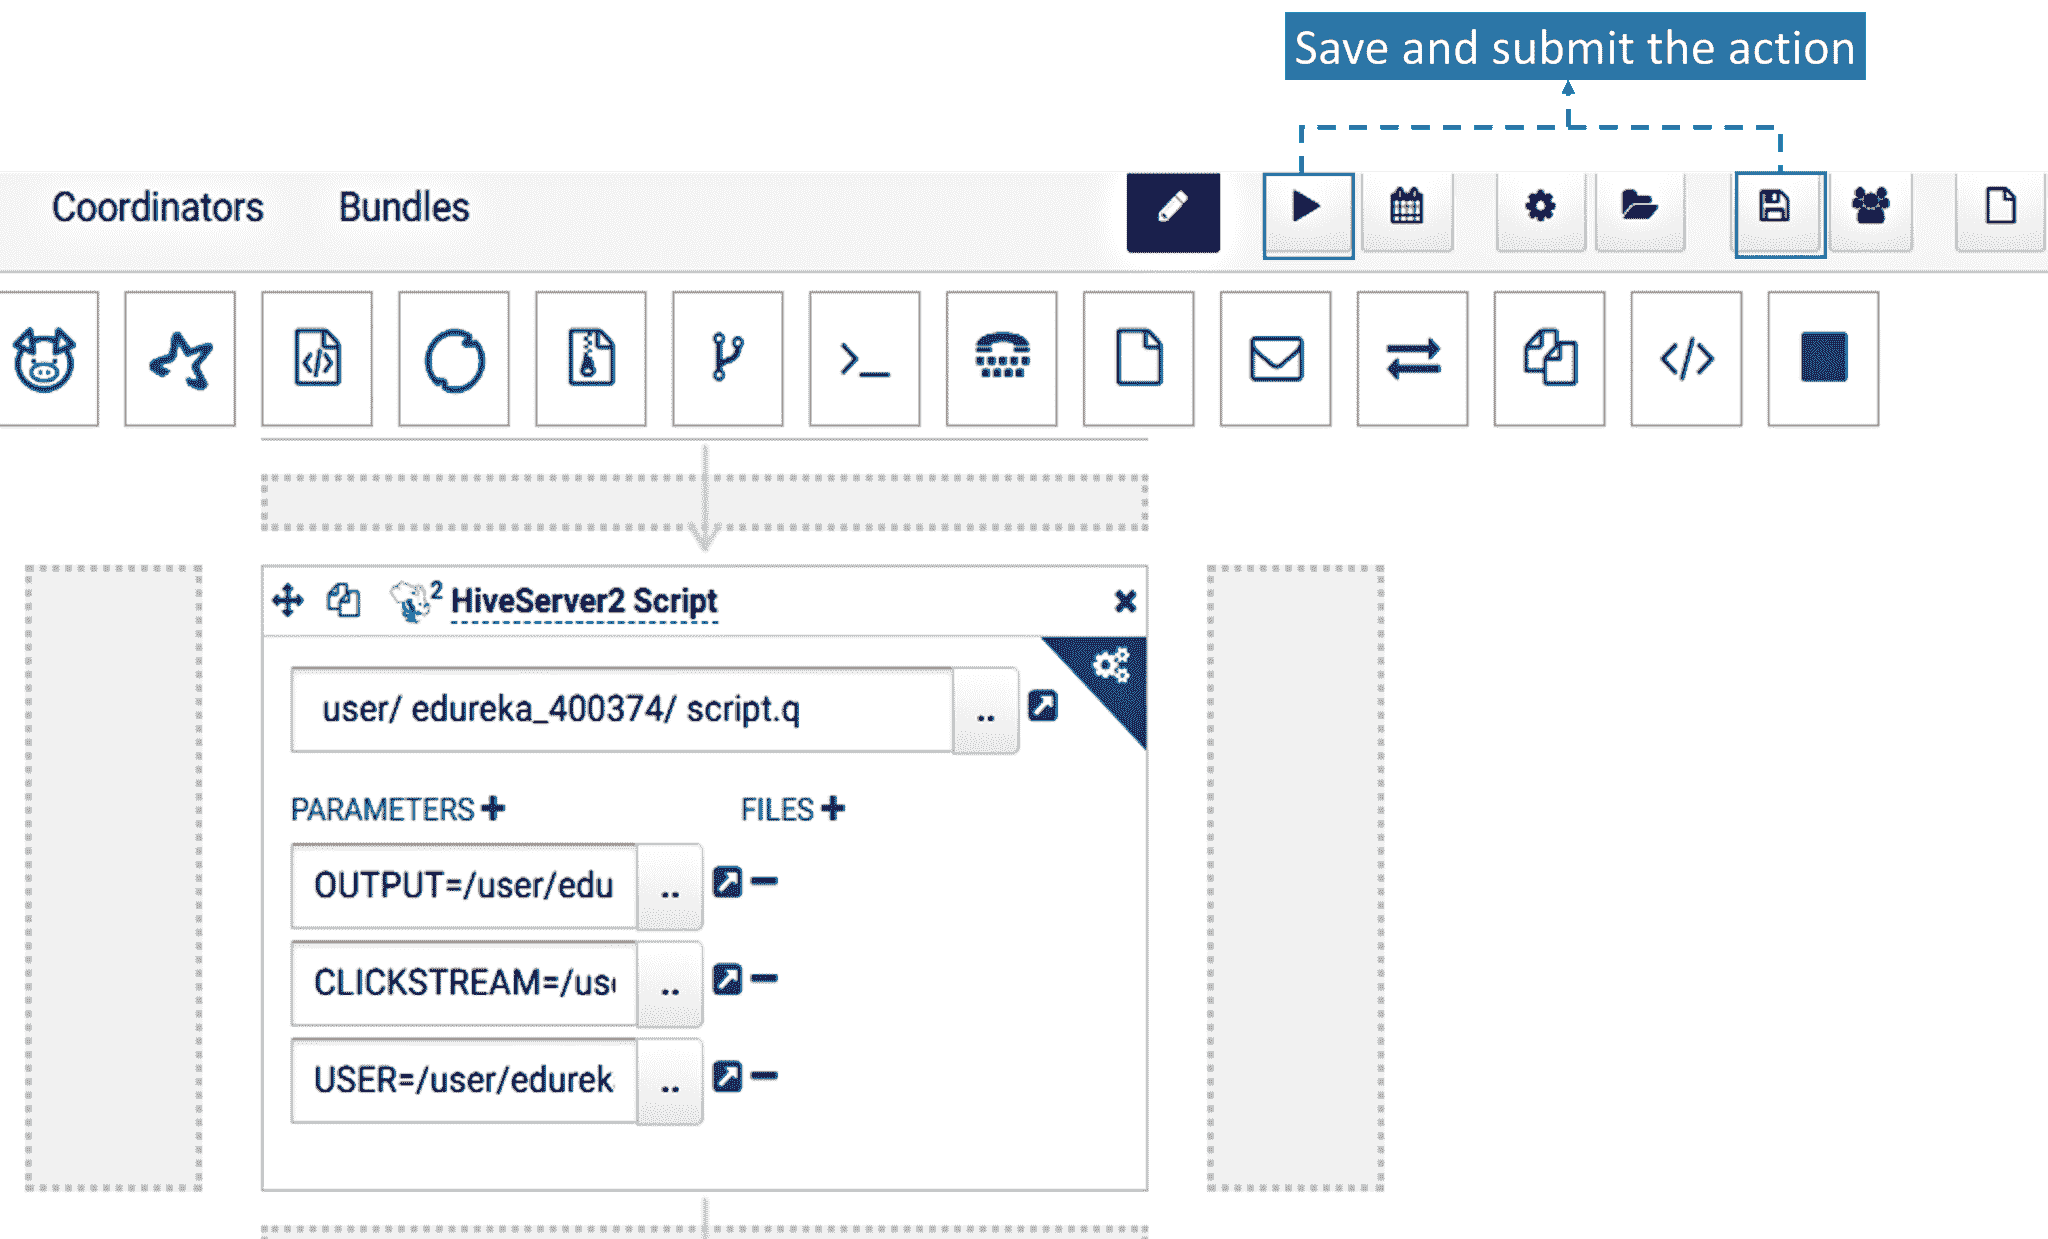 Save and submit the action
Coordinators Bundles
2 HiveServer2 Script
user/ edureka_400374/ script.q ..
PARAMETERS FILES
OUTPUT=/user/edu ..
CLICKSTREAM=/us ..
USER=/user/edurek ..